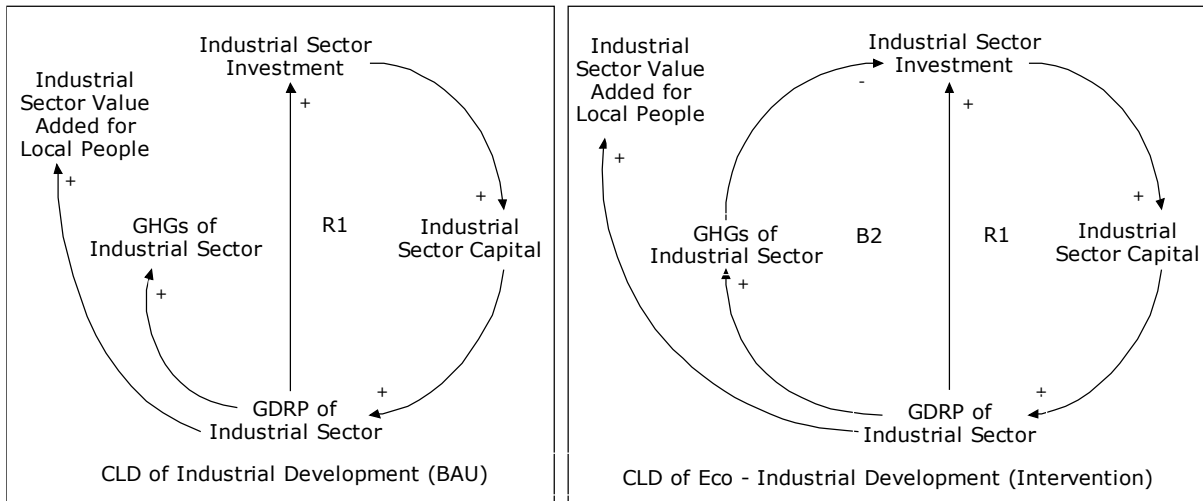 Industrial Sector
Investment
Industrial
Sector Value
Added for
Local People
+
+
+
GHGs of
Industrial Sector
R1
Industrial
Sector Capital
+
+
GDRP of
Industrial Sector
CLD of Industrial Development (BAU)
Industrial
Sector Value
Added for
Local People
Industrial Sector
Investment
-
+
+
+
GHGs of
Industrial Sector
B2
R1
Industrial
Sector Capital
+
+
GDRP of
Industrial Sector
CLD of Eco - Industrial Development (Intervention)